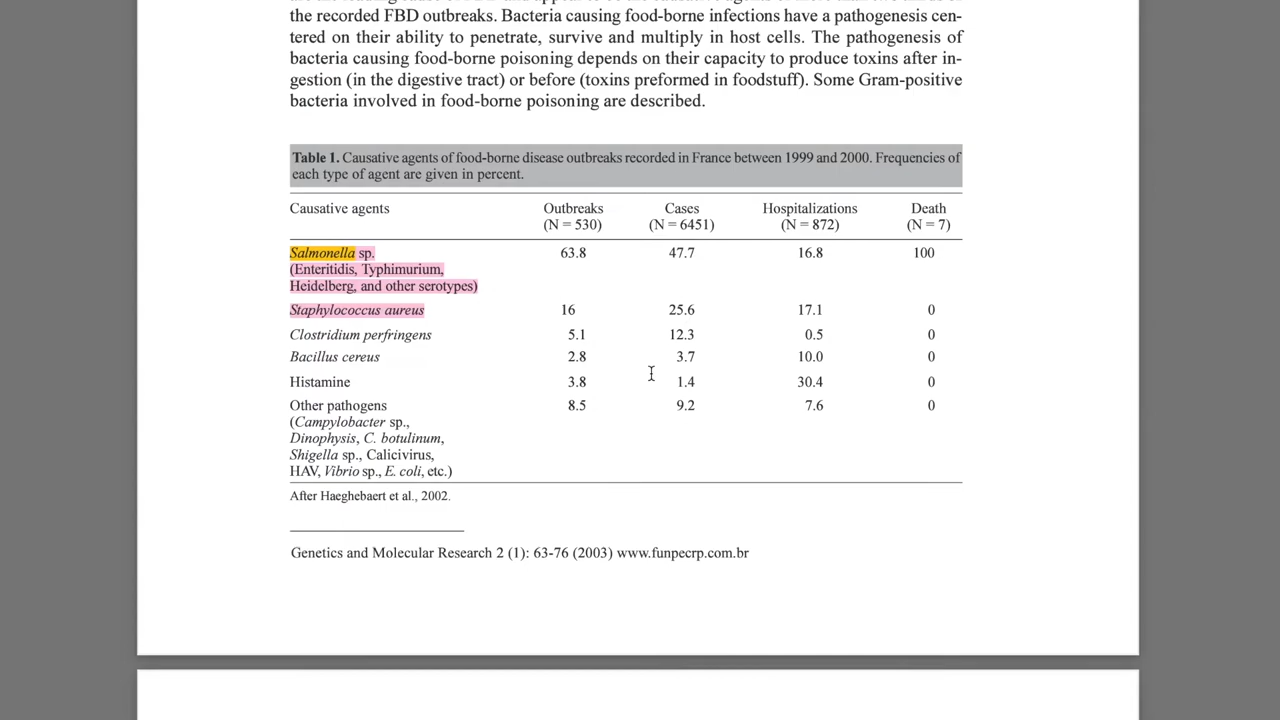 the recorded FBD outbreaks. Bacteria causing food-borne infections have a pathogenesis cen-
tered on their ability to penetrate, survive and multiply in host cells. The pathogenesis of
bacteria causing food-borne poisoning depends on their capacity to produce toxins after in-
gestion (in the digestive tract) or before (toxins preformed in foodstuff). Some Gram-positive
bacteria involved in food-borne poisoning are described.
Table 1. Causative agents of food-borne disease outbreaks recorded in France between 1999 and 2000. Frequencies of
each type of agent are given in percent.
Causative agents Outbreaks Cases Hospitalizations Death
(N = 530) (N = 6451) (N = 872) (N = 7)
Salmonella sp. 63.8 47.7 16.8 100
(Enteritidis, Typhimurium,
Heidelberg, and other serotypes)
Staphylococcus aureus 16 25.6 17.1 0
Clostridium perfringens 5.1 12.3 0.5 0
Bacillus cereus 2.8 3.7 10.0 0
Histamine 3.8 1.4 30.4 0
Other pathogens 8.5 9.2 7.6 0
(Campylobacter sp.,
Dinophysis, C. botulinum,
Shigella sp., Calicivirus,
HAV, Vibrio sp., E. coli, etc.)
After Haeghebaert et al., 2002.
Genetics and Molecular Research 2 (1): 63-76 (2003) www.funpecrp.com.br